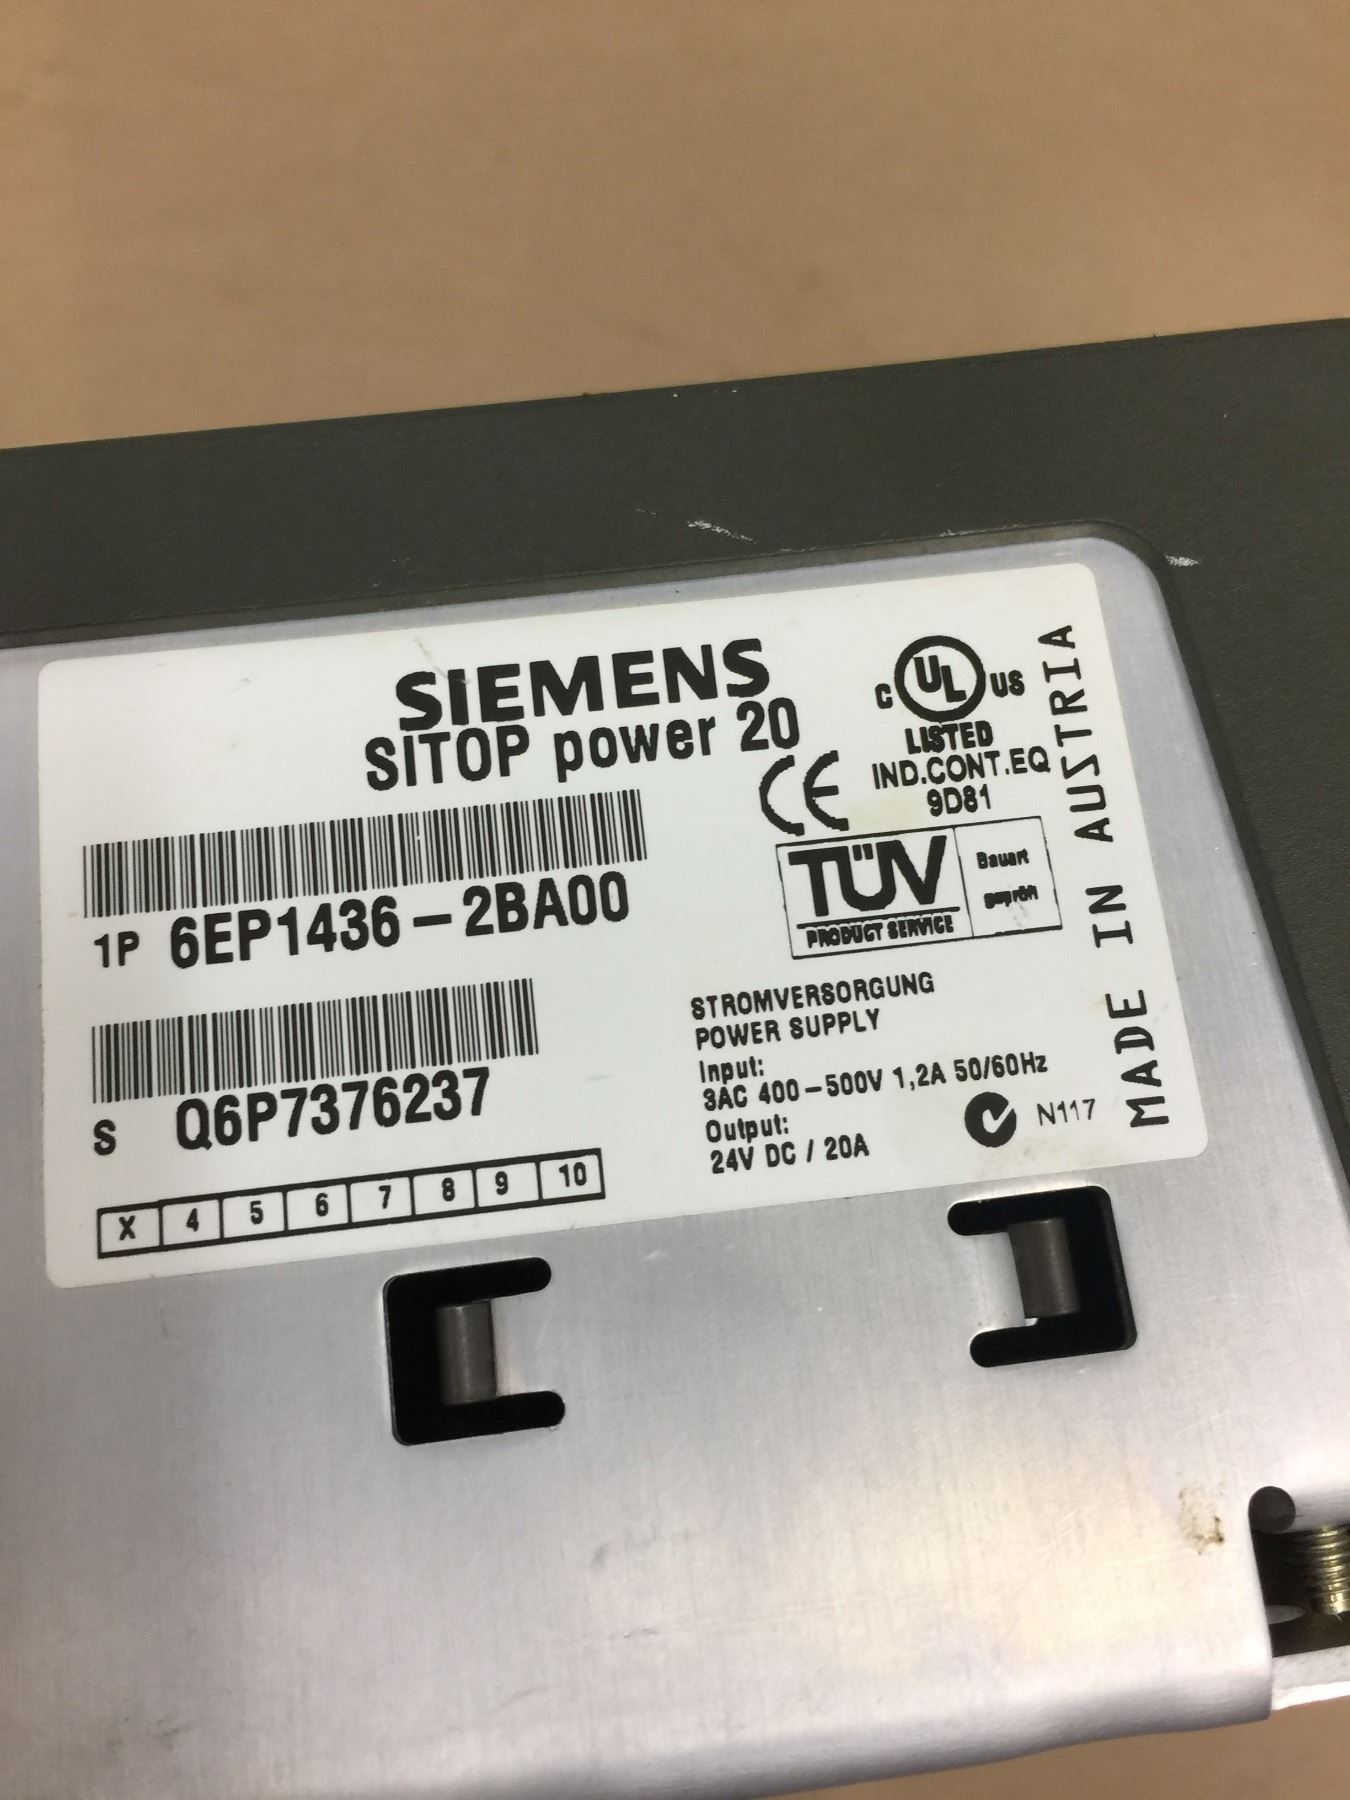 SIEMENS
SITOP power 20
1P 6EP1436-2BA00
S Q6P7376237
X 4 5 6 7 8 9 10
C UL US
LISTED
IND.CONT.EQ
9D81
CE
TÜV
PRODUCT SERVICE
Bauart
geprüft
STROMVERSORGUNG
POWER SUPPLY
Input:
3AC 400-500V 1,2A 50/60Hz
Output:
24V DC / 20A
N117
MADE IN AUSTRIA